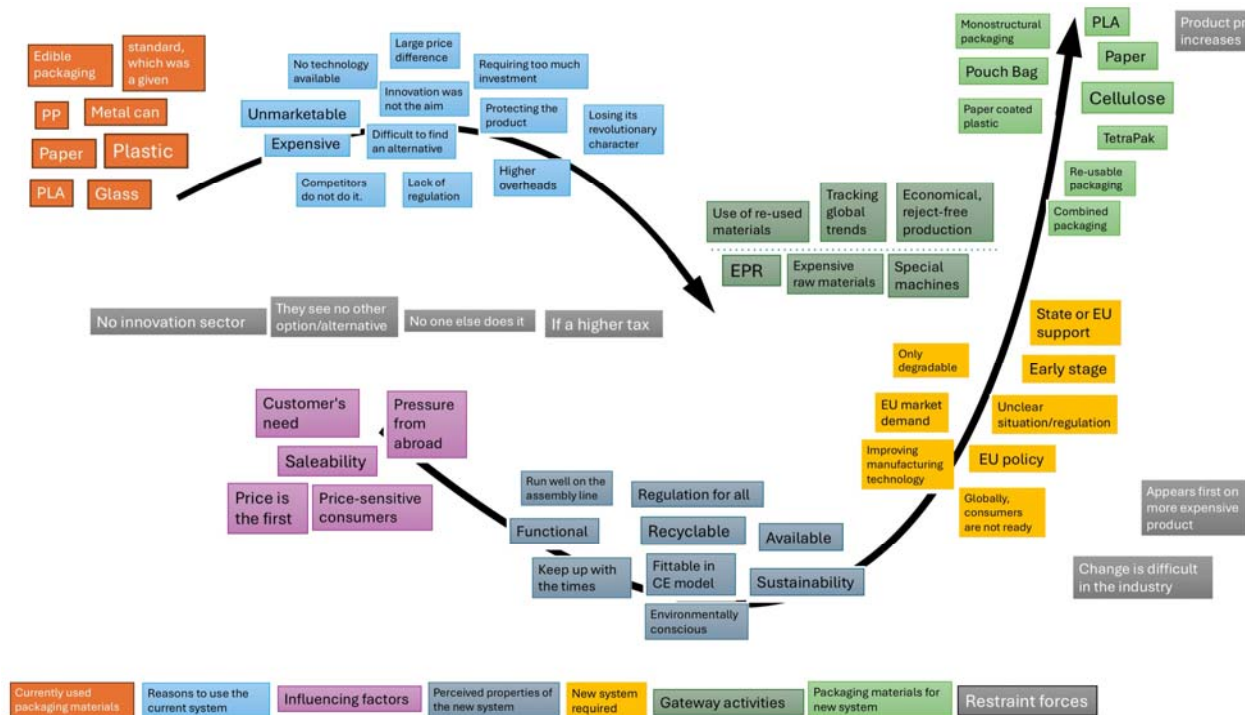 Edible
packaging
standard,
which was
a given
PP
Metal can
Paper
Plastic
PLA
Glass
Large price
difference
No technology
available
Requiring too much
investment
Innovation was
not the aim
Unmarketable
Protecting the
product
Losing its
revolutionary
character
Expensive
Difficult to find
an alternative
Competitors
do not do it.
Lack of
regulation
Higher
overheads
Monostructural
packaging
PLA
Product pr
increases
Pouch Bag
Paper
Cellulose
Paper coated
plastic
TetraPak
Re-usable
packaging
Combined
packaging
Use of re-used
materials
Tracking
global
trends
Economical,
reject-free
production
EPR
Expensive
raw materials
Special
machines
No innovation sector
They see no other
option/alternative
No one else does it
If a higher tax
State or EU
support
Only
degradable
Early stage
EU market
demand
Unclear
situation/regulation
Improving
manufacturing
technology
EU policy
Globally,
consumers
are not ready
Customer's
need
Pressure
from
abroad
Saleability
Price is
the first
Price-sensitive
consumers
Run well on the
assembly line
Regulation for all
Functional
Recyclable
Available
Keep up with
the times
Fittable in
CE model
Sustainability
Environmentally
conscious
Appears first on
more expensive
product
Change is difficult
in the industry
Currently used
packaging materials
Reasons to use the
current system
Influencing factors
Perceived properties of
the new system
New system
required
Gateway activities
Packaging materials for
new system
Restraint forces